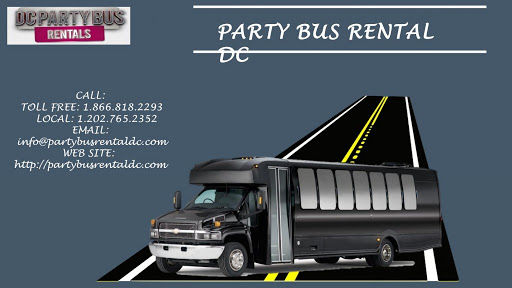 DC PARTY BUS
RENTALS
PARTY BUS RENTAL
DC
CALL:
TOLL FREE: 1.866.818.2293
LOCAL: 1.202.765.2352
EMAIL:
info@partybusrentaldc.com
WEB SITE:
http://partybusrentaldc.com